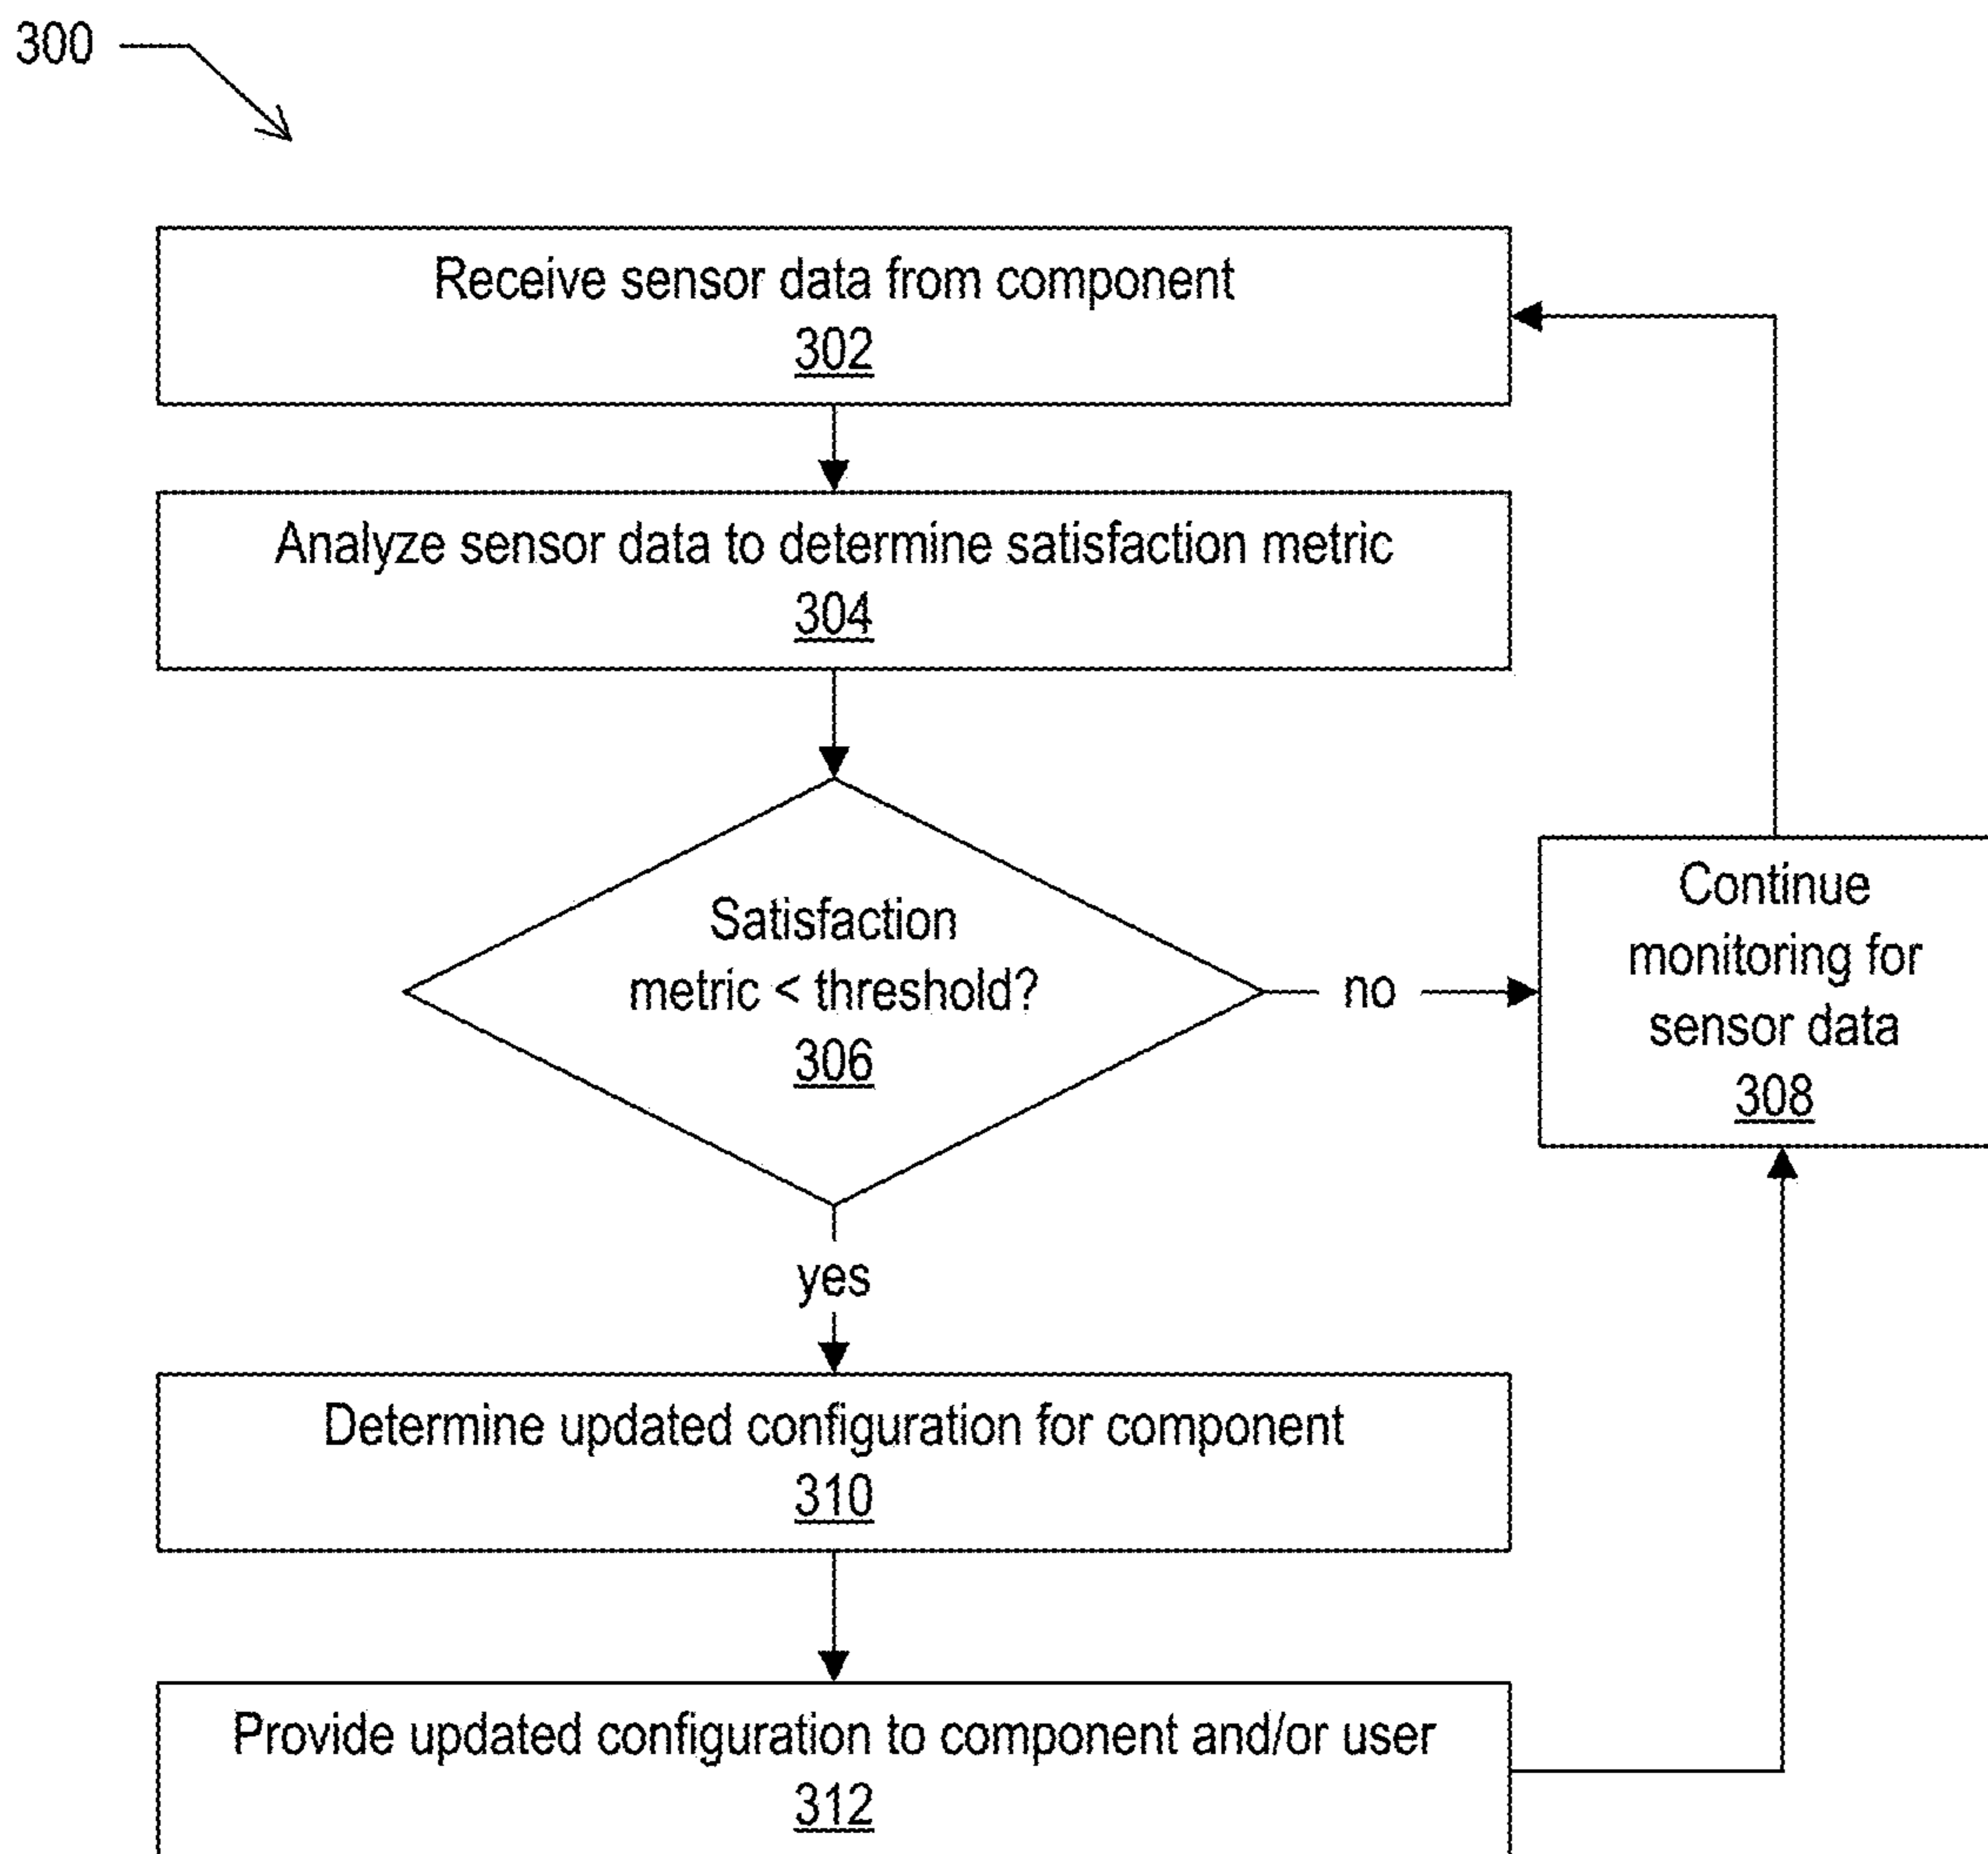 300
Receive sensor data from component
302
Analyze sensor data to determine satisfaction metric
304
Satisfaction
metric < threshold?
306
no
Continue
monitoring for
sensor data
308
yes
Determine updated configuration for component
310
Provide updated configuration to component and/or user
312